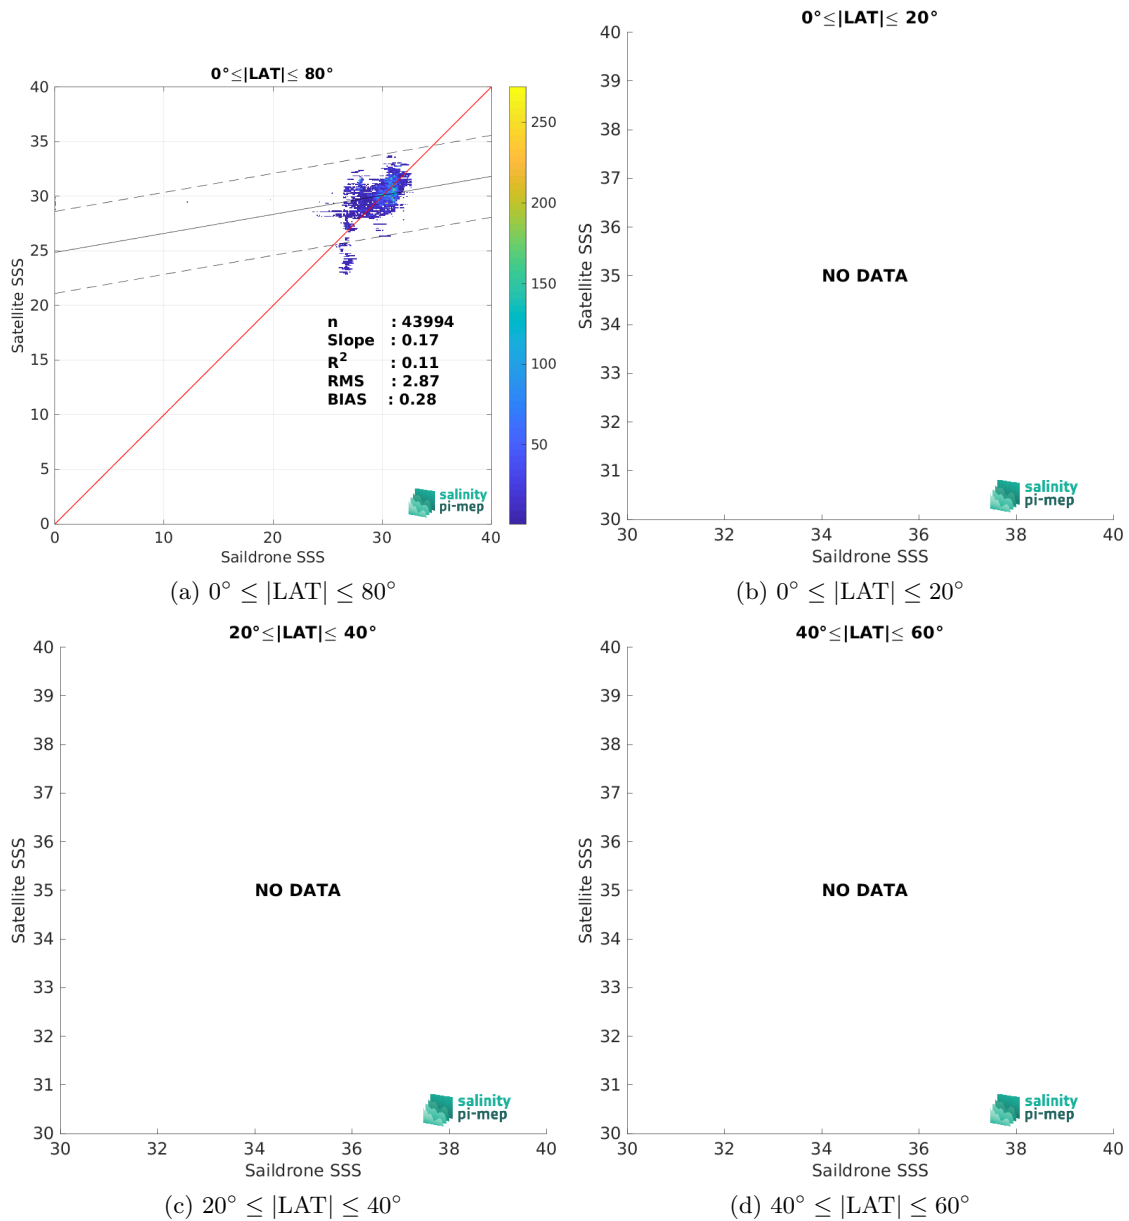 0°≤|LAT|≤ 80°
40
35
30
25
20
15
10
5
0
Satellite SSS
0
10
20
30
40
Saildrone SSS
250
200
150
100
50
n : 43994
Slope : 0.17
R² : 0.11
RMS : 2.87
BIAS : 0.28
salinity
pi-mep
(a) 0° ≤ |LAT| ≤ 80°
0°≤|LAT|≤ 20°
40
39
38
37
36
35
34
33
32
31
30
Satellite SSS
NO DATA
salinity
pi-mep
30
32
34
36
38
40
Saildrone SSS
(b) 0° ≤ |LAT| ≤ 20°
20°≤|LAT|≤ 40°
40
39
38
37
36
35
34
33
32
31
30
Satellite SSS
NO DATA
salinity
pi-mep
30
32
34
36
38
40
Saildrone SSS
(c) 20° ≤ |LAT| ≤ 40°
40°≤|LAT|≤ 60°
40
39
38
37
36
35
34
33
32
31
30
Satellite SSS
NO DATA
salinity
pi-mep
30
32
34
36
38
40
Saildrone SSS
(d) 40° ≤ |LAT| ≤ 60°